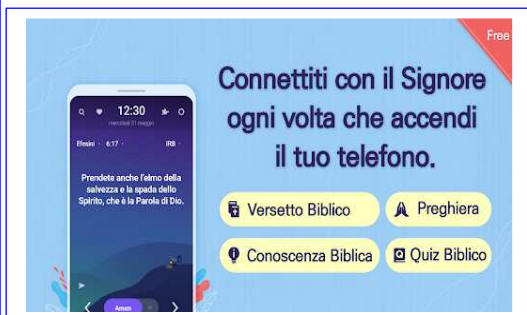 Free
Connettiti con il Signore
ogni volta che accendi
il tuo telefono.
Versetto Biblico
Preghiera
Conoscenza Biblica
Quiz Biblico
12:30
mercoledì 21 maggio
Efesini 6:17
IRB
Prendete anche l'elmo della
salvezza e la spada dello
Spirito, che è la Parola di Dio.
Amen